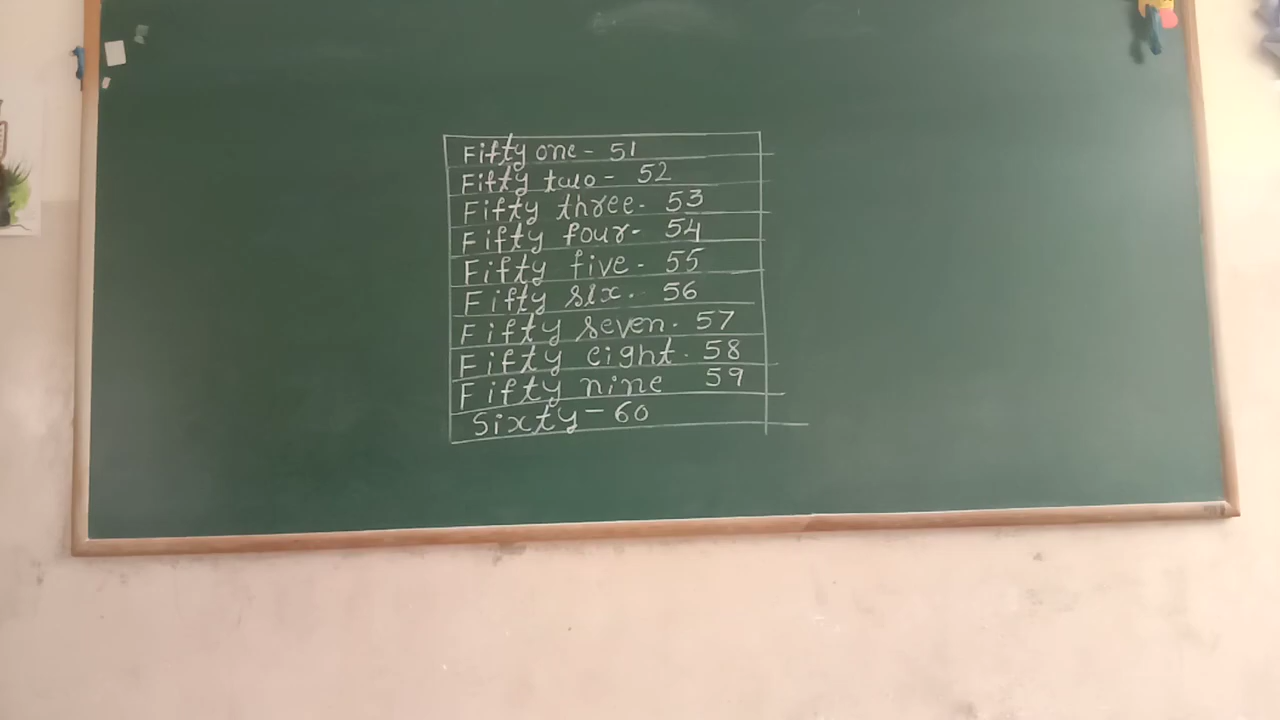 Fifty one - 51
Fifty two - 52
Fifty three - 53
Fifty four - 54
Fifty five - 55
Fifty six - 56
Fifty seven - 57
Fifty eight - 58
Fifty nine 59
Sixty - 60